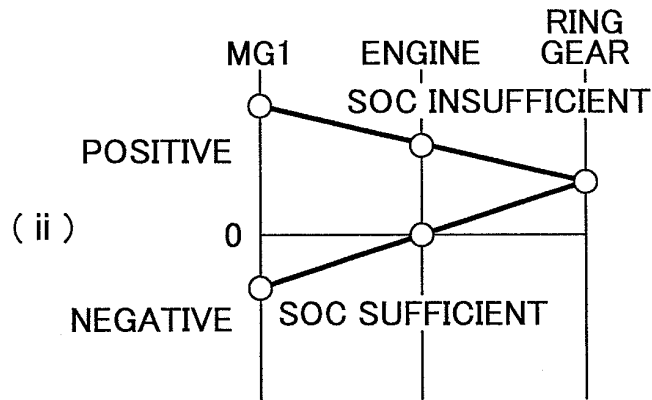 RING
MG1 ENGINE GEAR
SOC INSUFFICIENT
POSITIVE
( ii )
0
NEGATIVE
SOC SUFFICIENT